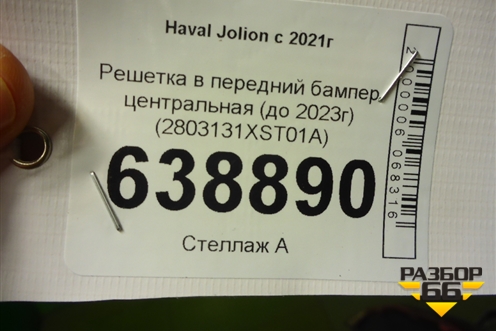 Haval Jolion с 2021г
Решетка в передний бампер
центральная (до 2023г)
(2803131XST01A)
638890
Стеллаж А
2000006068316
РАЗБОР
66